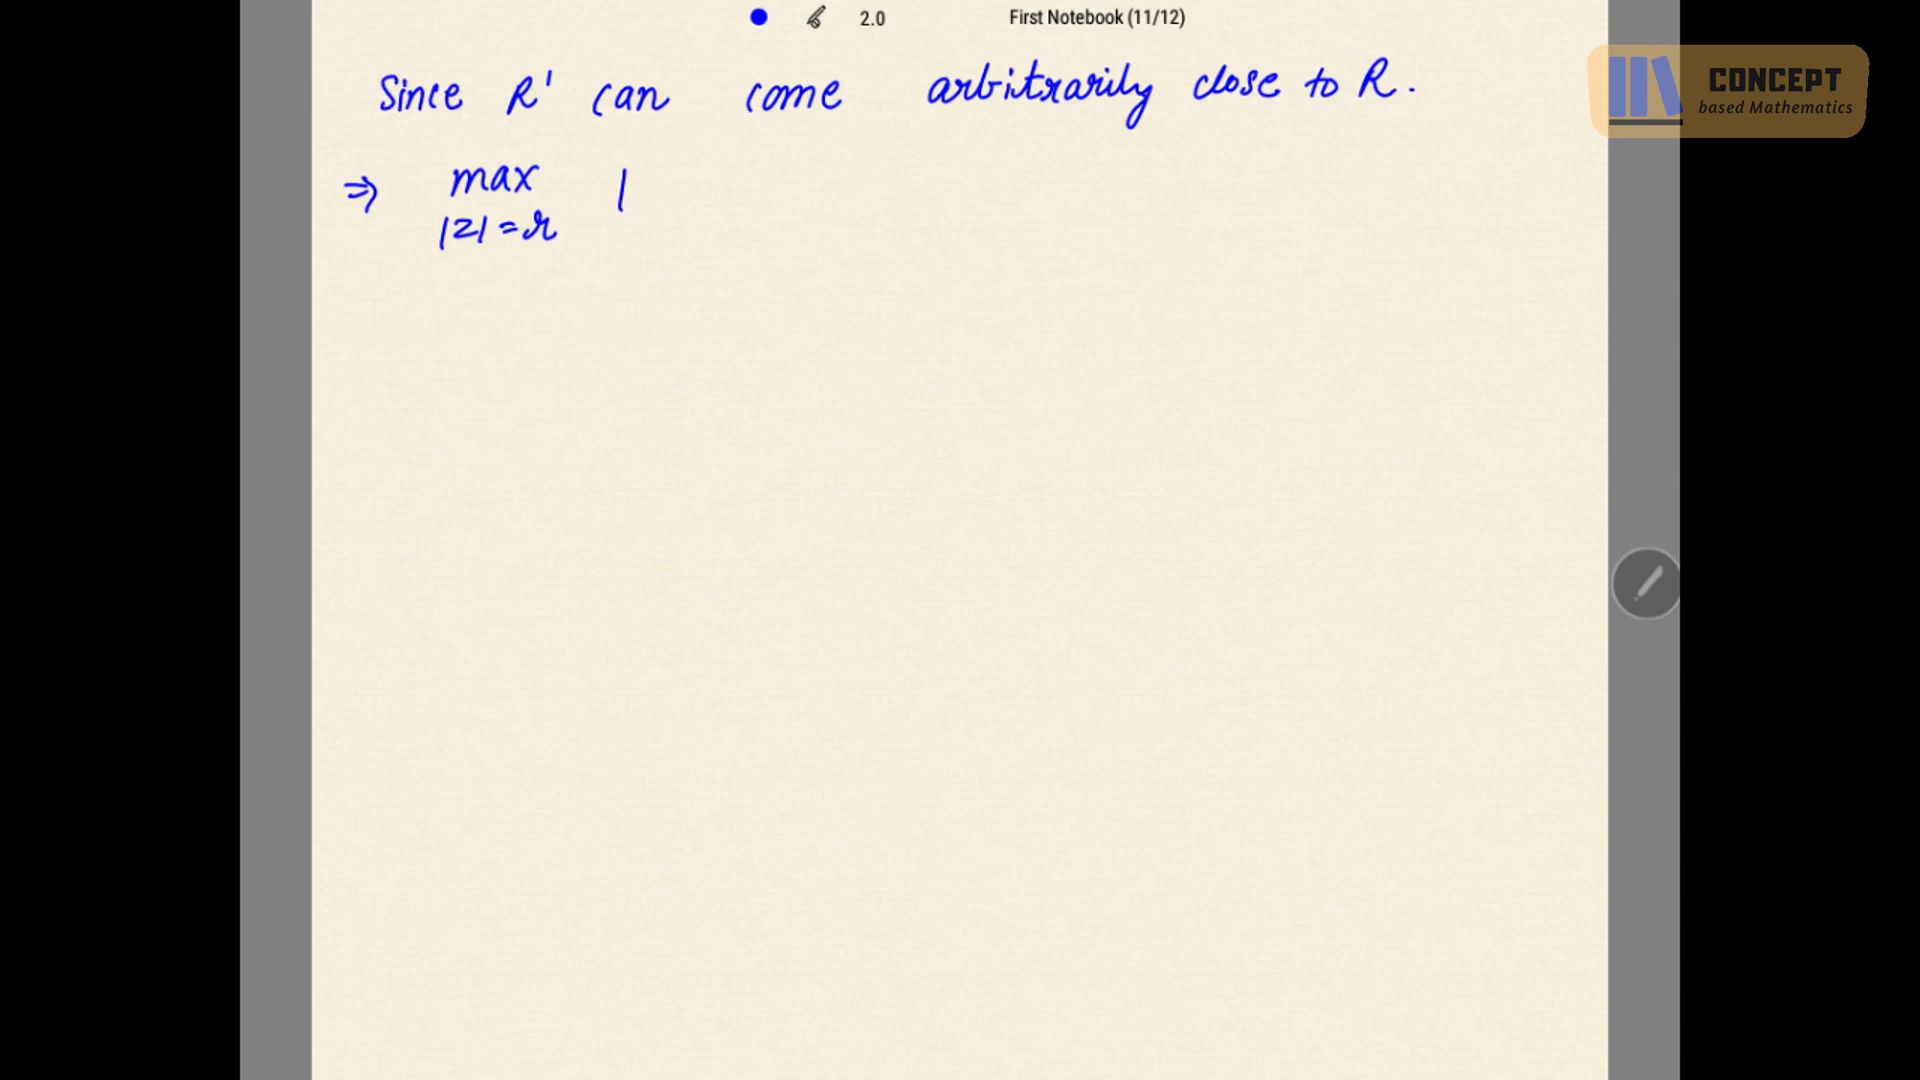 2.0 First Notebook (11/12)
CONCEPT
based Mathematics
Since R' can come arbitrarily close to R.
⇒ max |
|z| = r